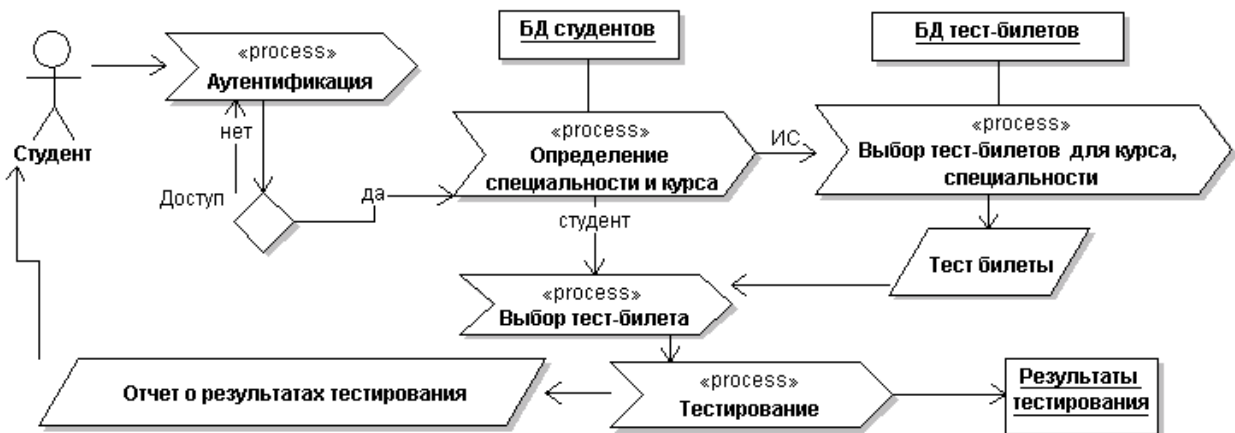 БД студентов
БД тест-билетов
«process»
Аутентификация
Студент
нет
Доступ
да
«process»
Определение
специальности и курса
ИС
«process»
Выбор тест-билетов для курса,
специальности
студент
Тест билеты
«process»
Выбор тест-билета
Отчет о результатах тестирования
«process»
Тестирование
Результаты
тестирования